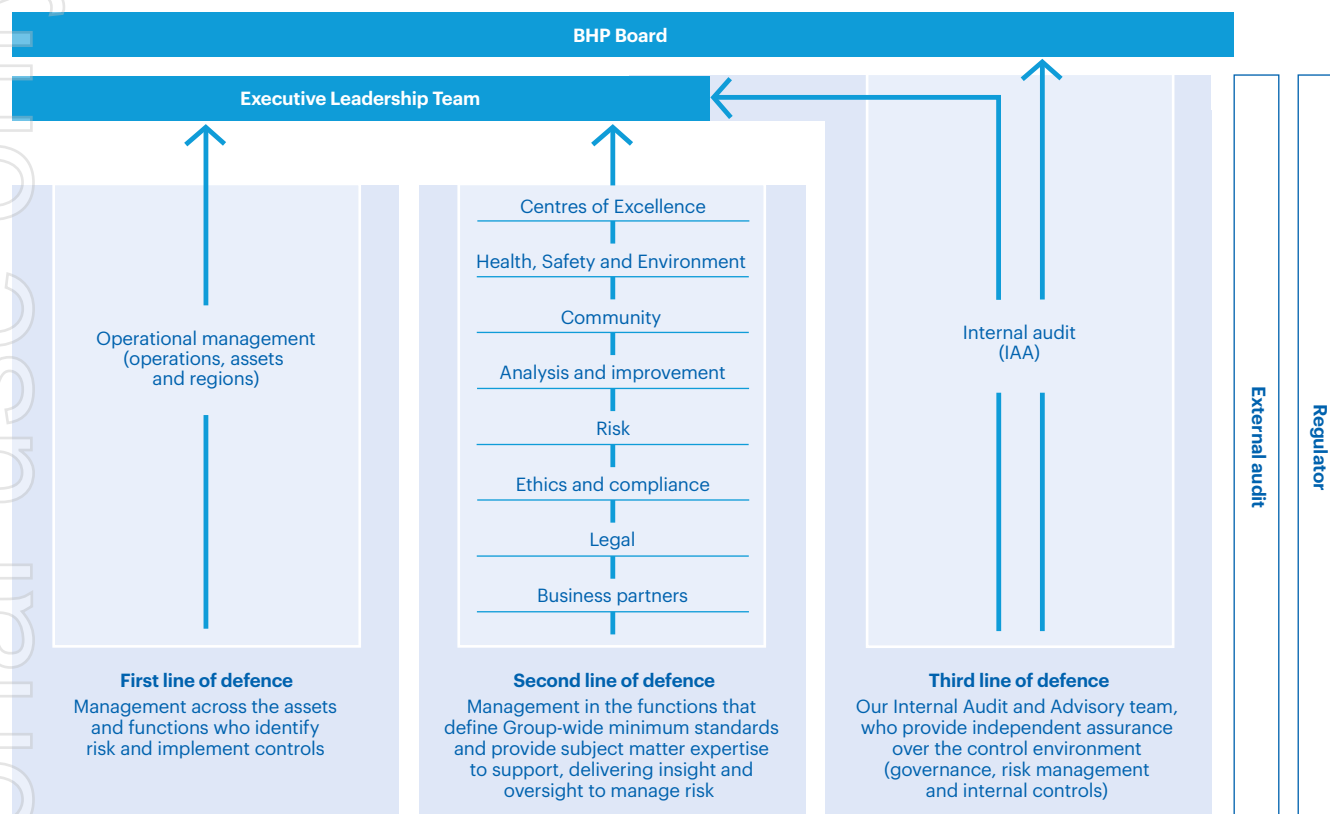 BHP Board
Executive Leadership Team
Operational management
(operations, assets
and regions)
First line of defence
Management across the assets
and functions who identify
risk and implement controls
Centres of Excellence
Health, Safety and Environment
Community
Analysis and improvement
Risk
Ethics and compliance
Legal
Business partners
Second line of defence
Management in the functions that
define Group-wide minimum standards
and provide subject matter expertise
to support, delivering insight and
oversight to manage risk
Internal audit
(IAA)
Third line of defence
Our Internal Audit and Advisory team,
who provide independent assurance
over the control environment
(governance, risk management
and internal controls)
External audit
Regulator